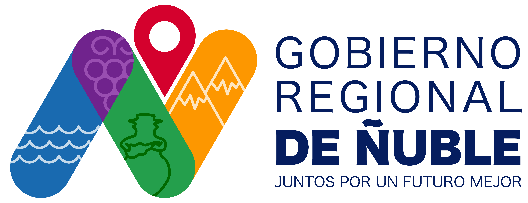 GOBIERNO
REGIONAL
DE ÑUBLE
JUNTOS POR UN FUTURO MEJOR